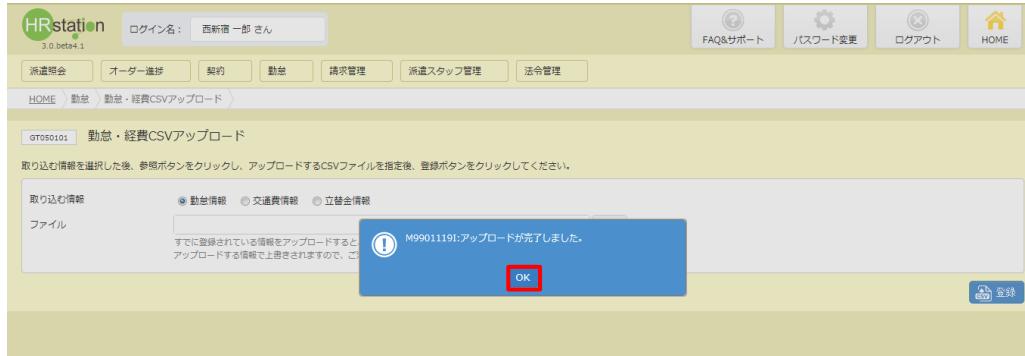 HRstation
3.0.beta4.1
ログイン名： 西新宿 一郎 さん
FAQ&サポート
パスワード変更
ログアウト
HOME
派遣照会
オーダー進捗
契約
勤怠
請求管理
派遣スタッフ管理
法令管理
HOME 勤怠 勤怠・経費CSVアップロード
GT050101 勤怠・経費CSVアップロード
取り込む情報を選択した後、参照ボタンをクリックし、アップロードするCSVファイルを指定後、登録ボタンをクリックしてください。
取り込む情報 勤怠情報 交通費情報 立替金情報
ファイル
すでに登録されている情報をアップロードすると、
アップロードする情報で上書きされますので、ご
M9901119I:アップロードが完了しました。
OK
CSV 登録